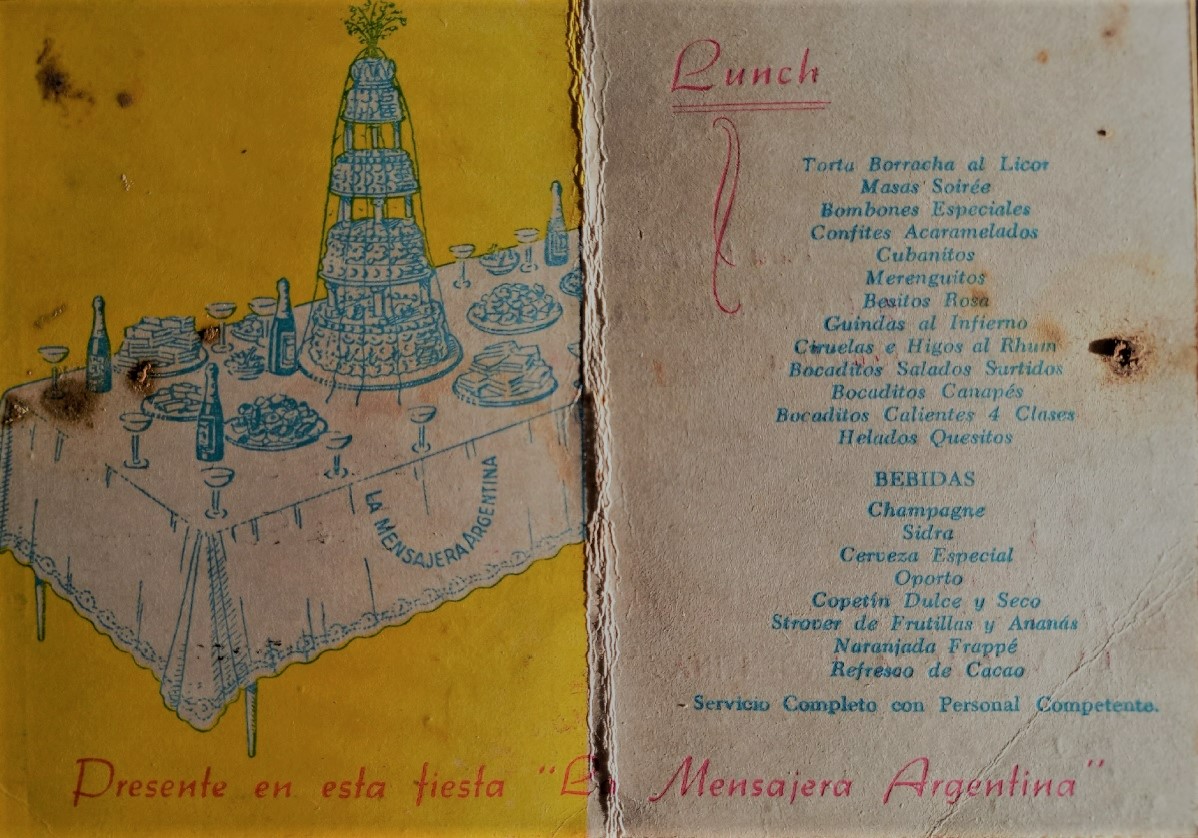 LA MENSAJERA ARGENTINA
Lunch
Torta Borracha al Licor
Masas Soirée
Bombones Especiales
Confites Acaramelados
Cubanitos
Merenguitos
Besitos Rosa
Guindas al Infierno
Ciruelas e Higos al Rhum
Bocaditos Salados Surtidos
Bocaditos Canapés
Bocaditos Calientes 4 Clases
Helados Quesitos
BEBIDAS
Champagne
Sidra
Cerveza Especial
Oporto
Copetín Dulce y Seco
Strover de Frutillas y Ananás
Naranjada Frappé
Refresco de Cacao
- Servicio Completo con Personal Competente.
Presente en esta fiesta "La Mensajera Argentina"